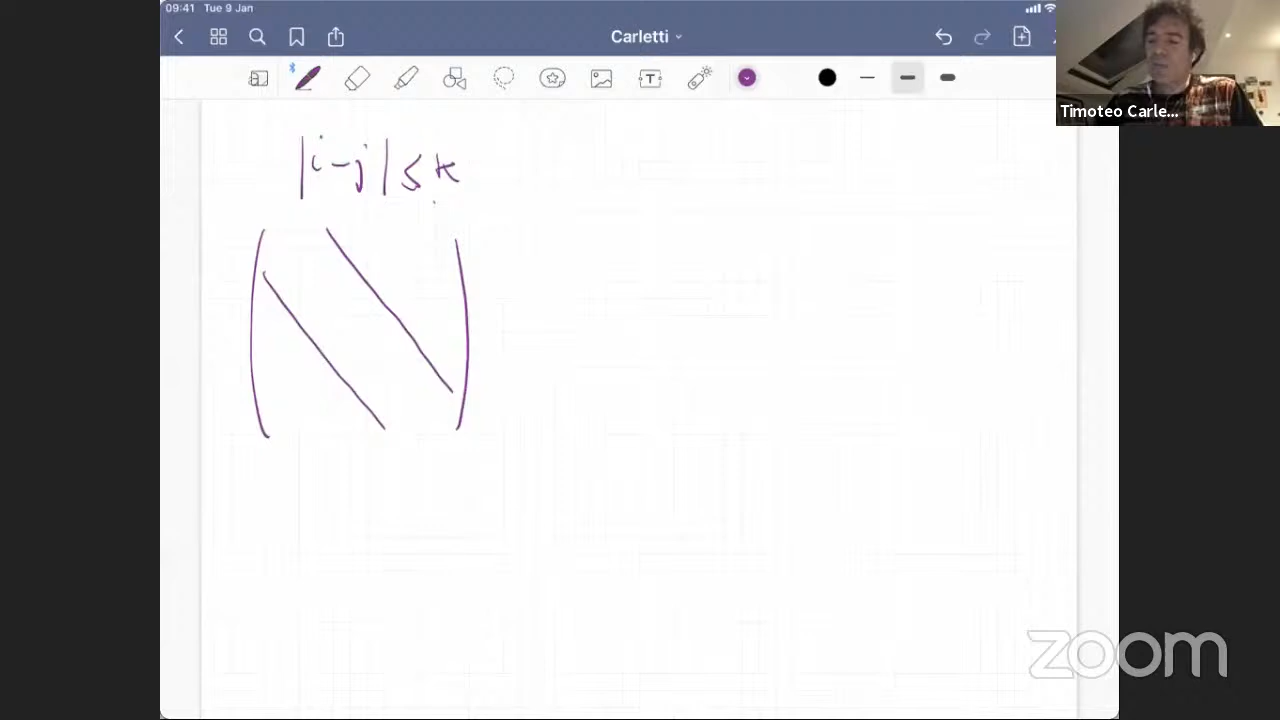 09:41 Tue 9 Jan
Carletti
T
Timoteo Carle...
|i-j| ≤ k
zoom